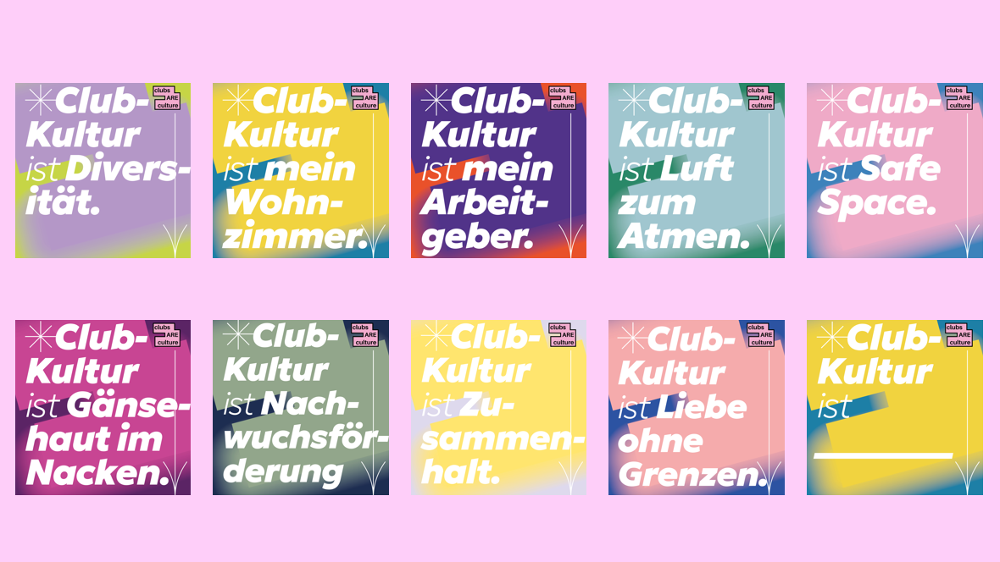 Club-
Kultur
ist Divers-
ität.
clubs
ARE
culture
Club-
Kultur
ist mein
Wohn-
zimmer.
clubs
ARE
culture
Club-
Kultur
ist mein
Arbeit-
geber.
clubs
ARE
culture
Club-
Kultur
ist Luft
zum
Atmen.
clubs
ARE
culture
Club-
Kultur
ist Safe
Space.
clubs
ARE
culture
Club-
Kultur
ist Gänse-
haut im
Nacken.
clubs
ARE
culture
Club-
Kultur
ist Nach-
wuchsför-
derung
clubs
ARE
culture
Club-
Kultur
ist Zu-
sammen-
halt.
clubs
ARE
culture
Club-
Kultur
ist Liebe
ohne
Grenzen.
clubs
ARE
culture
Club-
Kultur
ist
clubs
ARE
culture